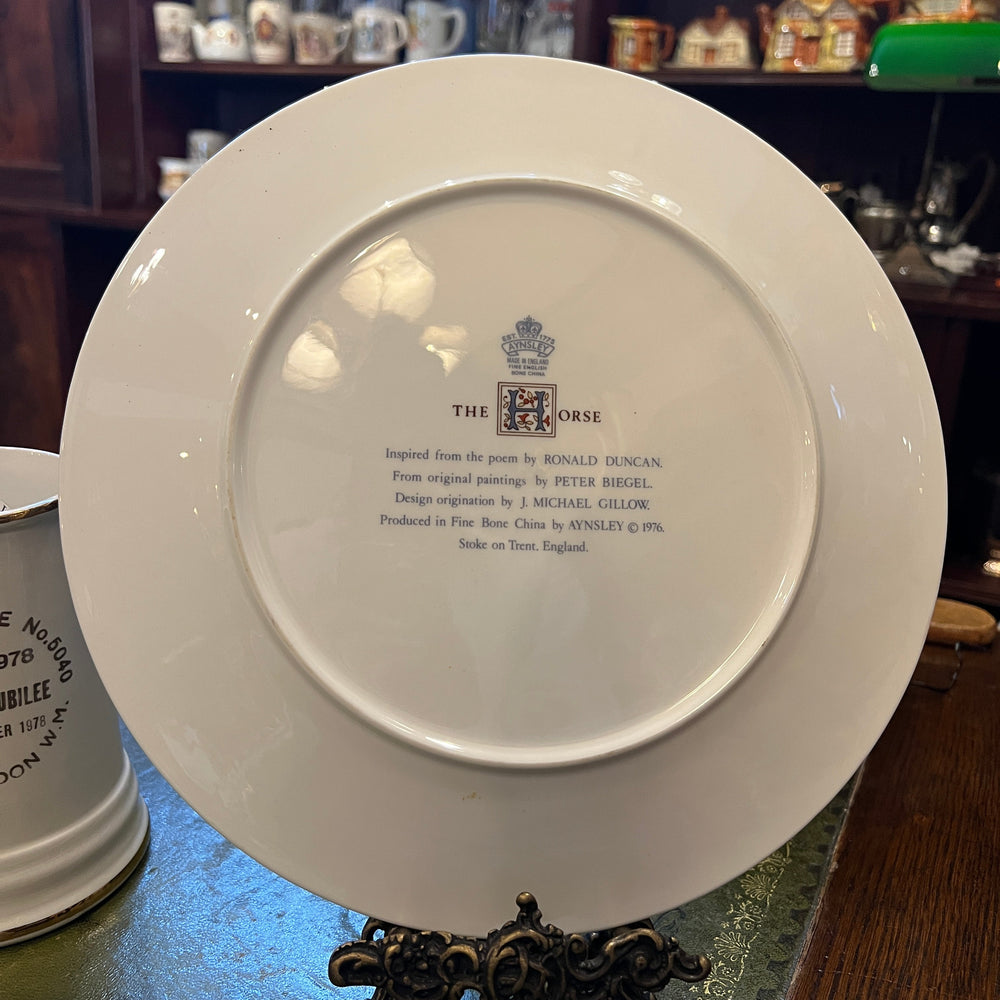 EST. 1775
AYNSLEY
MADE IN ENGLAND
FINE ENGLISH
BONE CHINA
THE HORSE
Inspired from the poem by RONALD DUNCAN.
From original paintings by PETER BIEGEL.
Design origination by J. MICHAEL GILLOW.
Produced in Fine Bone China by AYNSLEY © 1976.
Stoke on Trent. England.
E No.5040
978
UBILEE
ER 1978
DON W.M.